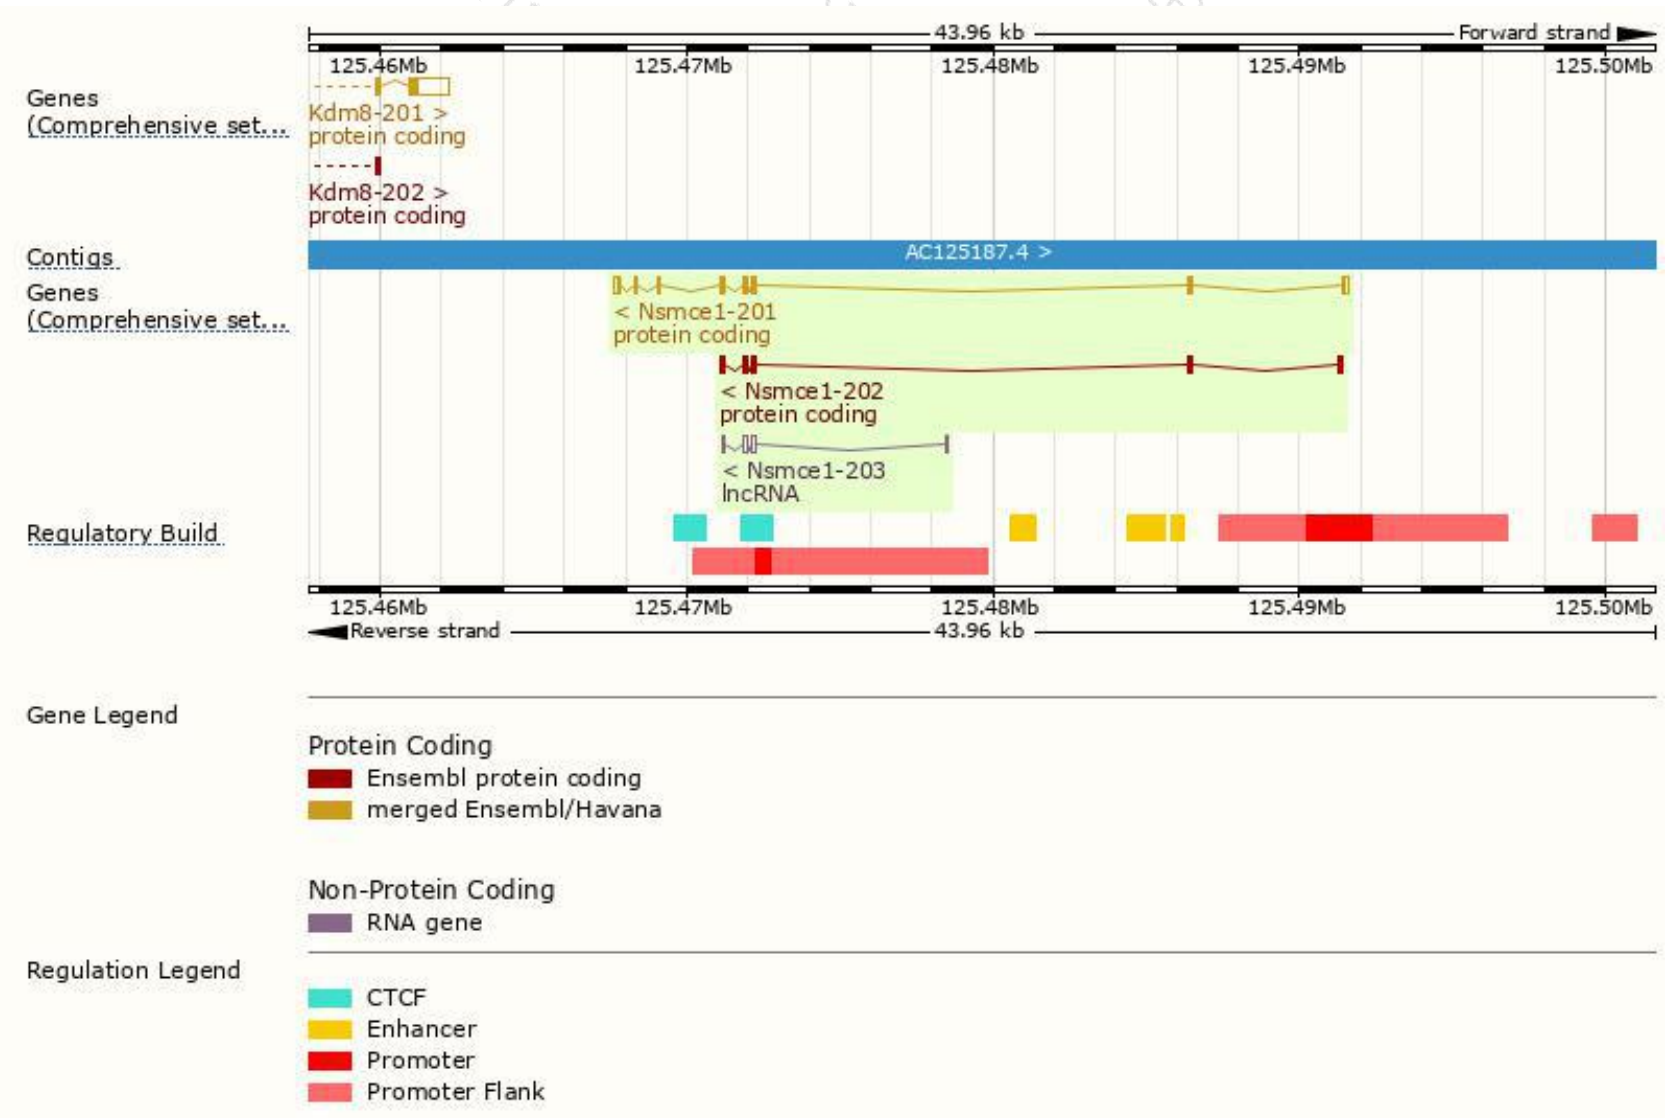 43.96 kb Forward strand
125.46Mb 125.47Mb 125.48Mb 125.49Mb 125.50Mb
Genes
(Comprehensive set...
Kdm8-201 >
protein coding
Kdm8-202 >
protein coding
Contigs
AC125187.4 >
Genes
(Comprehensive set...
< Nsmce1-201
protein coding
< Nsmce1-202
protein coding
< Nsmce1-203
lncRNA
Regulatory Build
125.46Mb 125.47Mb 125.48Mb 125.49Mb 125.50Mb
Reverse strand 43.96 kb
Gene Legend
Protein Coding
Ensembl protein coding
merged Ensembl/Havana
Non-Protein Coding
RNA gene
Regulation Legend
CTCF
Enhancer
Promoter
Promoter Flank